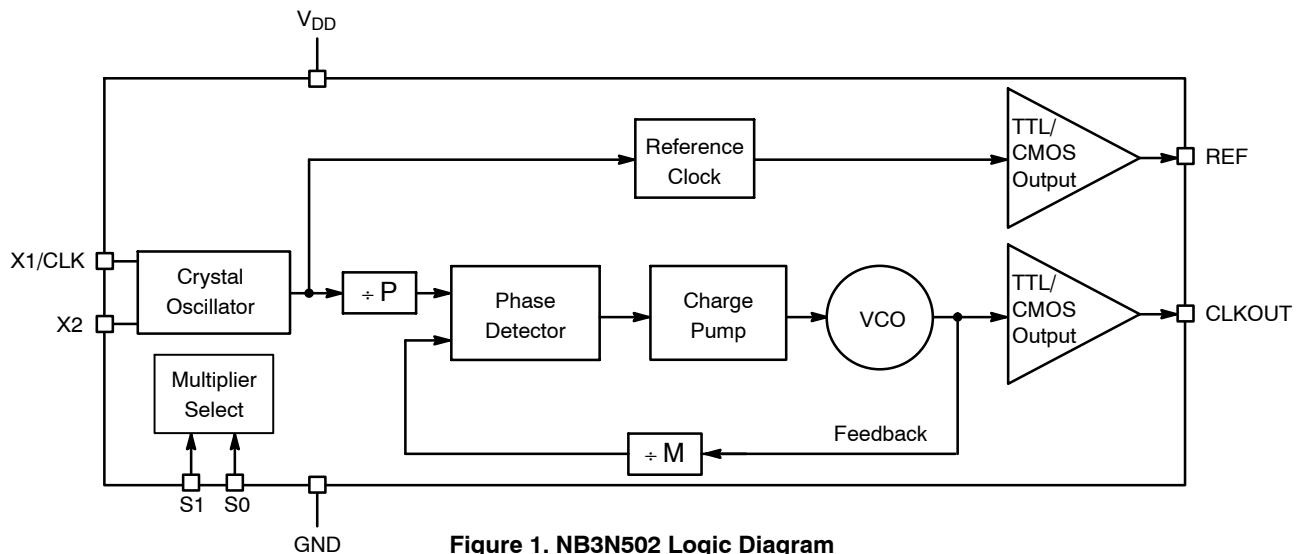 VDD
Reference
Clock
TTL/
CMOS
Output
REF
X1/CLK
X2
Crystal
Oscillator
÷ P
Phase
Detector
Charge
Pump
VCO
TTL/
CMOS
Output
CLKOUT
Multiplier
Select
Feedback
÷ M
S1
S0
GND
Figure 1. NB3N502 Logic Diagram